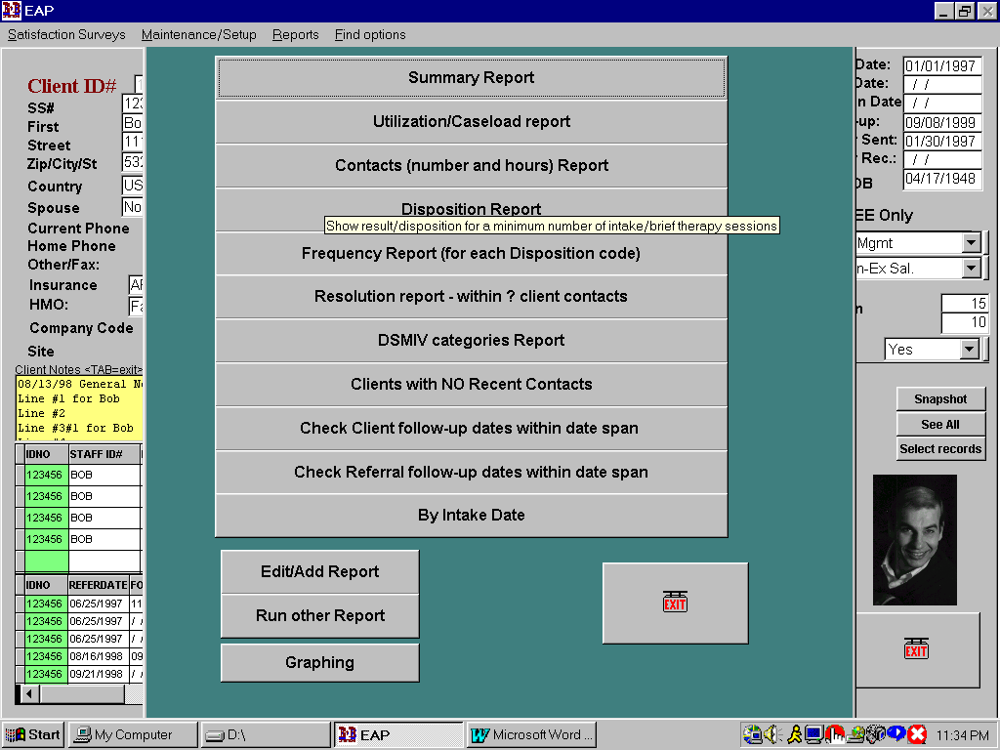 EAP
Satisfaction Surveys Maintenance/Setup Reports Find options
Client ID#
SS# 123
First Bo
Street 111
Zip/City/St 532
Country US
Spouse No
Current Phone
Home Phone
Other/Fax:
Insurance
HMO: Fa
Company Code
Site
Client Notes <TAB=exit>
08/13/98 General N
Line #1 for Bob
Line #2
Line #3#1 for Bob
IDNO STAFF ID#
123456 BOB
123456 BOB
123456 BOB
123456 BOB
IDNO REFERDATE FO
123456 06/25/1997 11
123456 06/25/1997 / /
123456 06/25/1997 / /
123456 08/16/1998 09
123456 09/21/1998 / /
Summary Report
Utilization/Caseload report
Contacts (number and hours) Report
Disposition Report
Show result/disposition for a minimum number of intake/brief therapy sessions
Frequency Report (for each Disposition code)
Resolution report - within ? client contacts
DSMIV categories Report
Clients with NO Recent Contacts
Check Client follow-up dates within date span
Check Referral follow-up dates within date span
By Intake Date
Edit/Add Report
Run other Report
Graphing
EXIT
Date: 01/01/1997
Date: / /
n Date / /
-up: 09/08/1999
Sent: 01/30/1997
Rec.: / /
OB 04/17/1948
EE Only
Mgmt
n-Ex Sal.
n 15
10
Yes
Snapshot
See All
Select records
EXIT
Start My Computer D:\ EAP Microsoft Word ... 11:34 PM